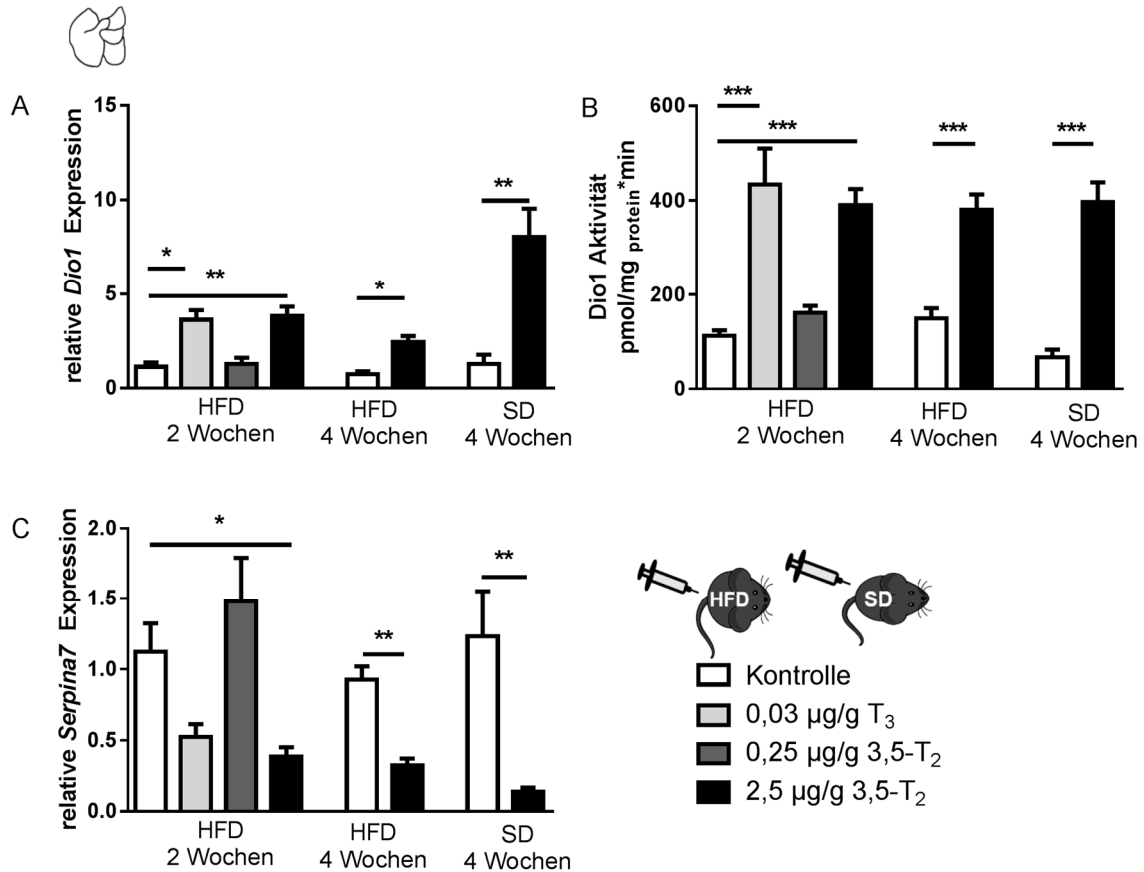 A
relative Dio1 Expression
15
10
5
0
*
**
*
**
HFD
2 Wochen
HFD
4 Wochen
SD
4 Wochen
B
Dio1 Aktivität
pmol/mg protein*min
600
400
200
0
***
***
***
***
HFD
2 Wochen
HFD
4 Wochen
SD
4 Wochen
C
relative Serpina7 Expression
2.0
1.5
1.0
0.5
0.0
*
**
**
HFD
2 Wochen
HFD
4 Wochen
SD
4 Wochen
HFD
SD
Kontrolle
0,03 µg/g T3
0,25 µg/g 3,5-T2
2,5 µg/g 3,5-T2